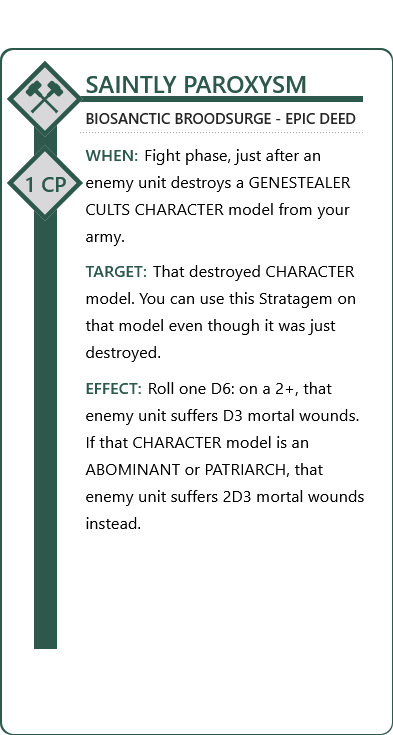 SAINTLY PAROXYSM
BIOSANCTIC BROODSURGE - EPIC DEED
1 CP
WHEN: Fight phase, just after an
enemy unit destroys a GENESTEALER
CULTS CHARACTER model from your
army.
TARGET: That destroyed CHARACTER
model. You can use this Stratagem on
that model even though it was just
destroyed.
EFFECT: Roll one D6: on a 2+, that
enemy unit suffers D3 mortal wounds.
If that CHARACTER model is an
ABOMINANT or PATRIARCH, that
enemy unit suffers 2D3 mortal wounds
instead.